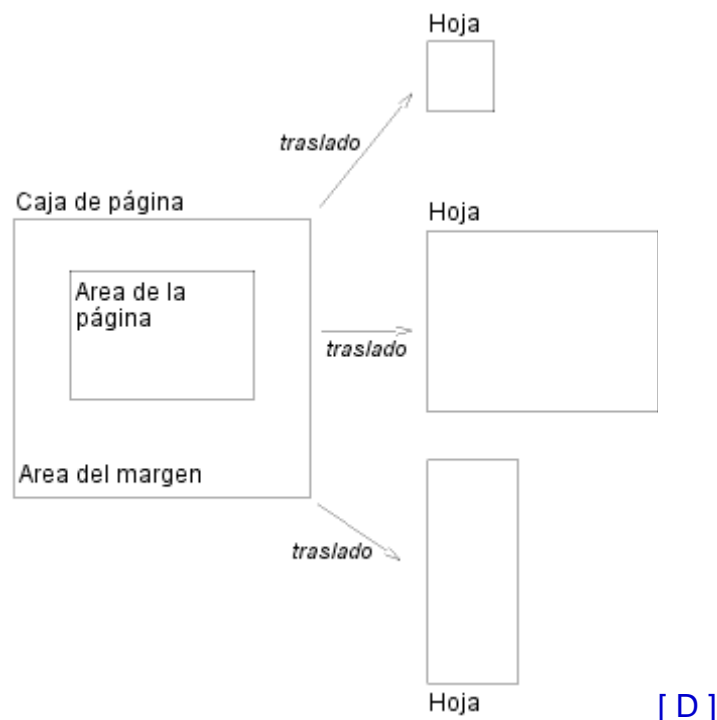 Hoja
traslado
Caja de página
Hoja
Area de la
página
traslado
Area del margen
traslado
Hoja
[ D ]